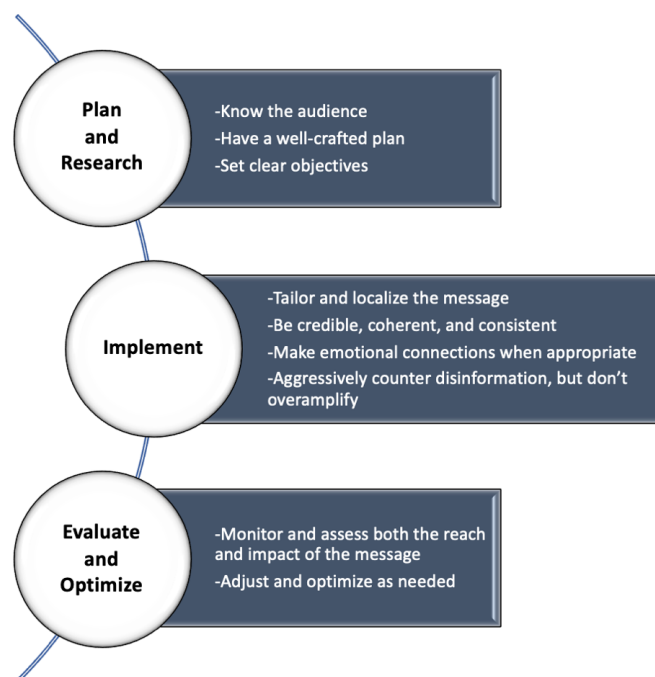 Plan
and
Research
-Know the audience
-Have a well-crafted plan
-Set clear objectives
Implement
-Tailor and localize the message
-Be credible, coherent, and consistent
-Make emotional connections when appropriate
-Aggressively counter disinformation, but don’t
overamplify
Evaluate
and
Optimize
-Monitor and assess both the reach
and impact of the message
-Adjust and optimize as needed